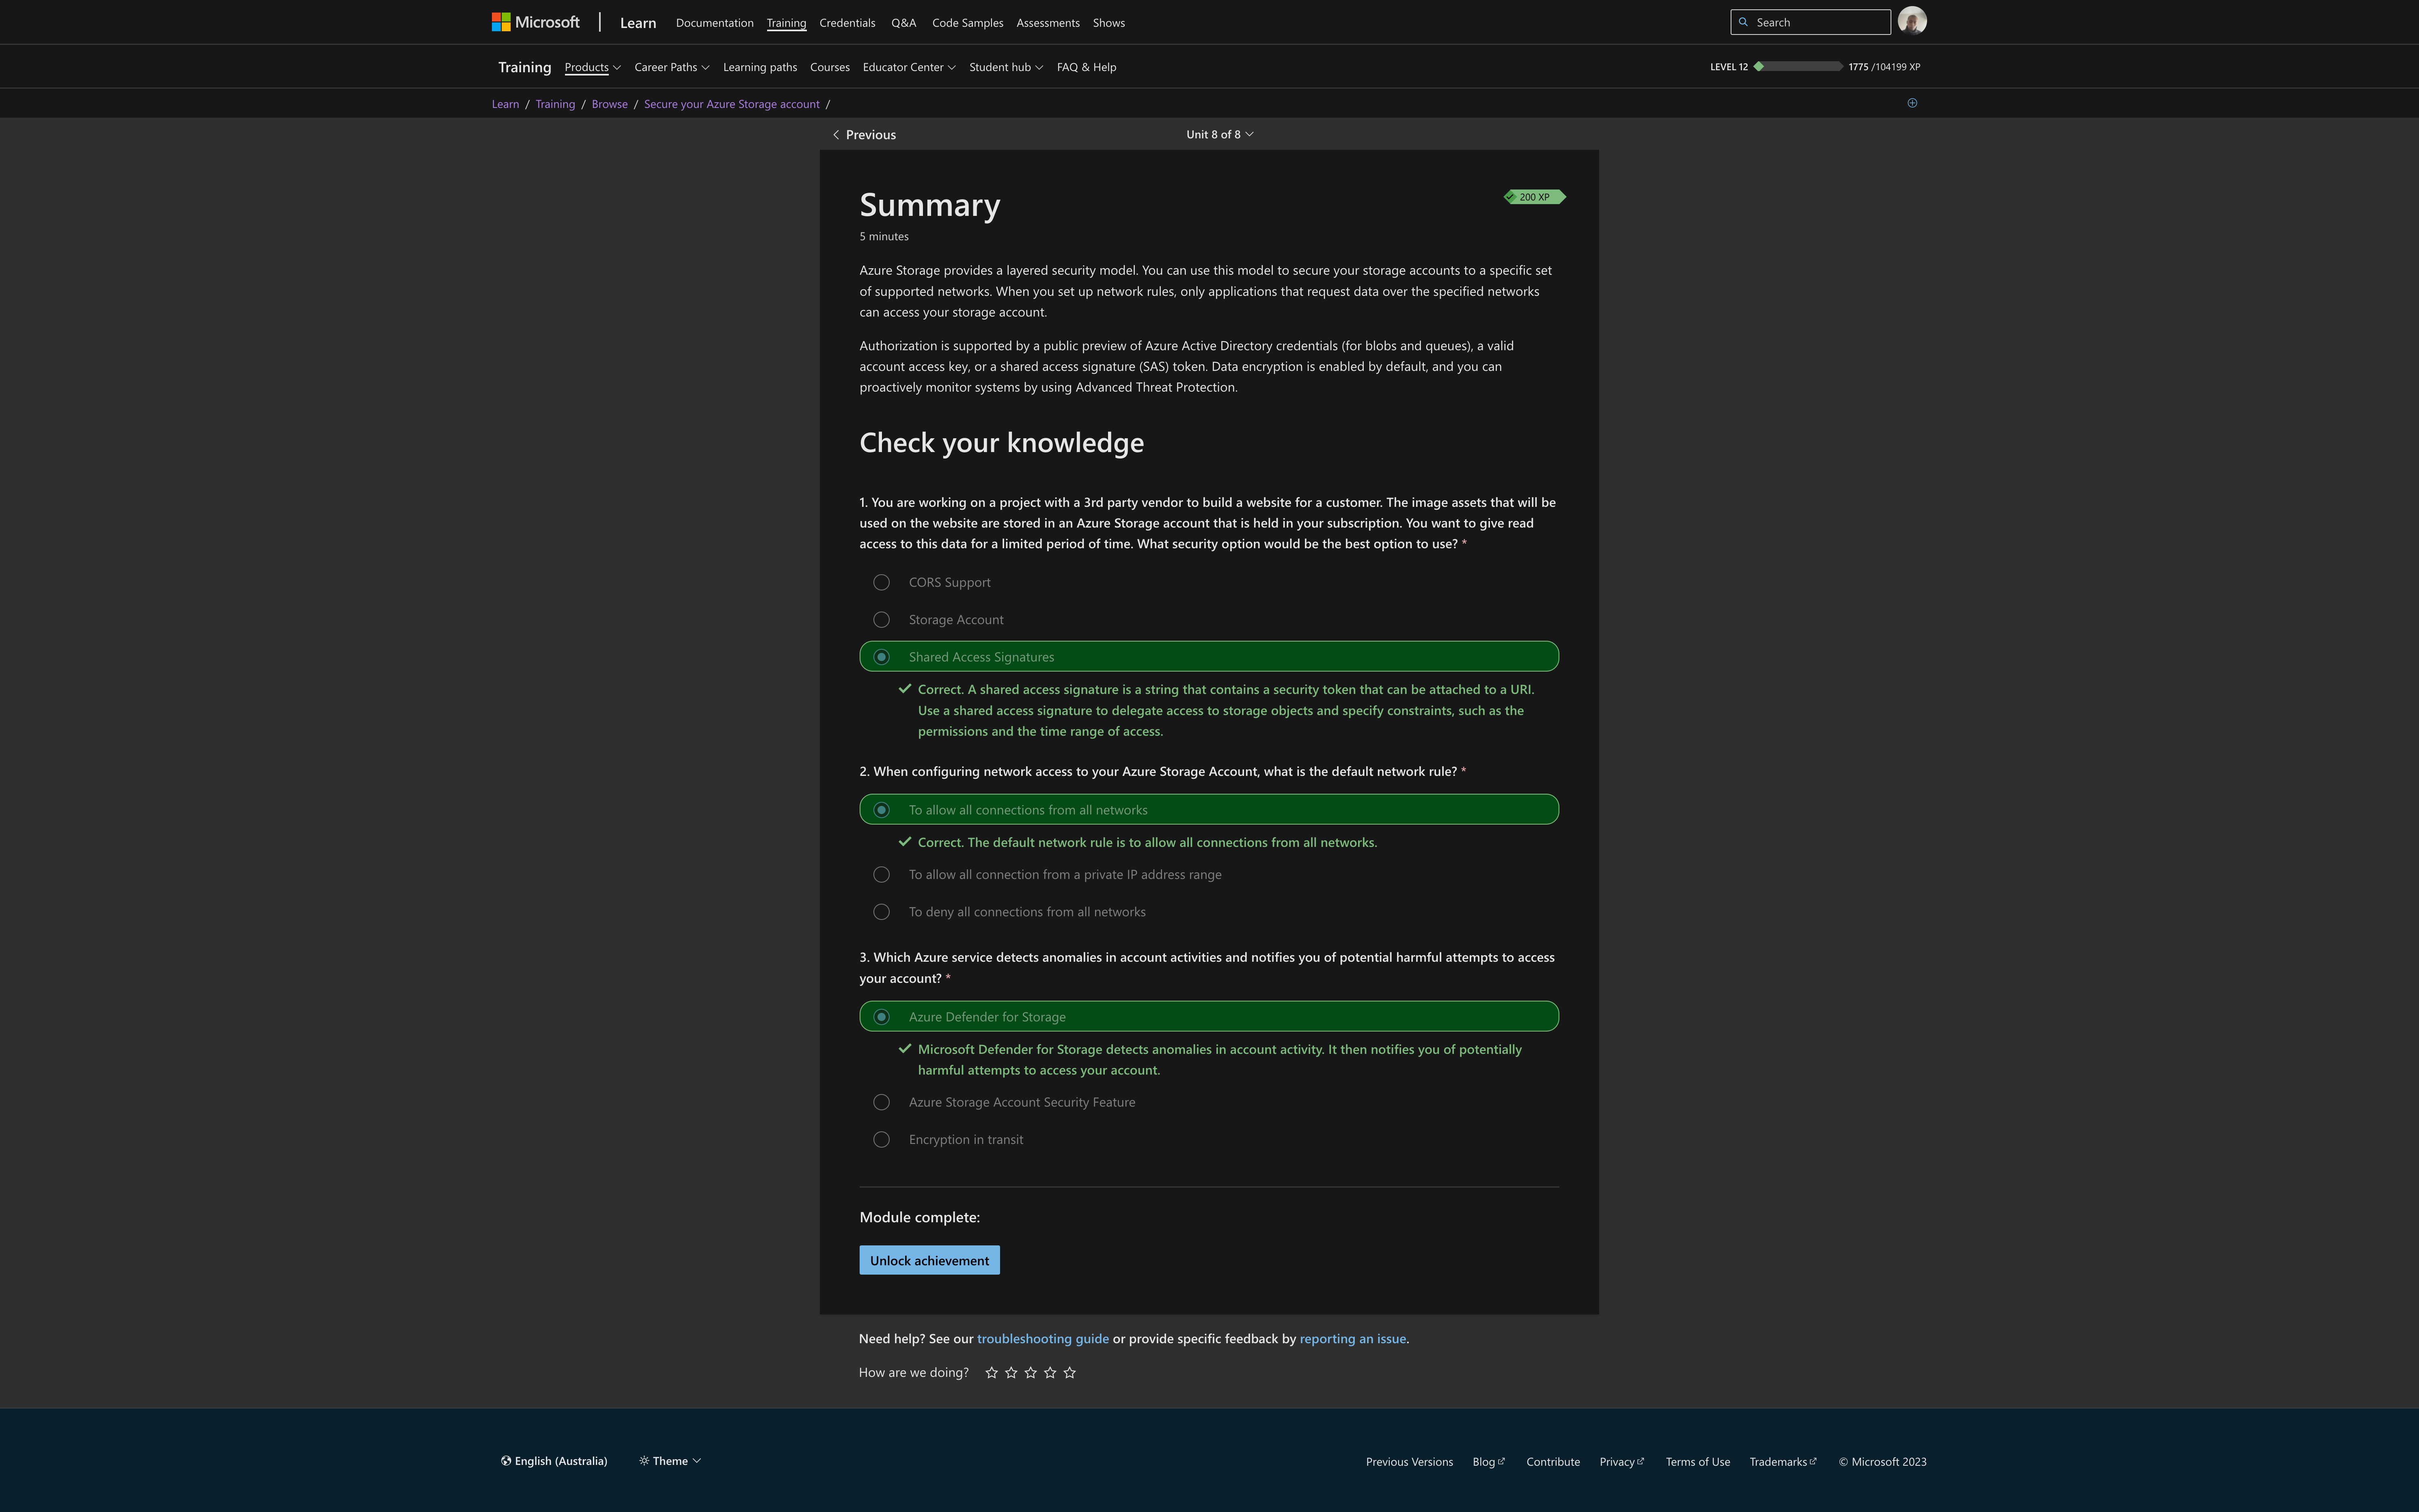 Microsoft Learn Documentation Training Credentials Q&A Code Samples Assessments Shows Search
Training Products Career Paths Learning paths Courses Educator Center Student hub FAQ & Help LEVEL 12 1775 /104199 XP
Learn / Training / Browse / Secure your Azure Storage account /
Previous Unit 8 of 8
Summary
200 XP
5 minutes
Azure Storage provides a layered security model. You can use this model to secure your storage accounts to a specific set
of supported networks. When you set up network rules, only applications that request data over the specified networks
can access your storage account.
Authorization is supported by a public preview of Azure Active Directory credentials (for blobs and queues), a valid
account access key, or a shared access signature (SAS) token. Data encryption is enabled by default, and you can
proactively monitor systems by using Advanced Threat Protection.
Check your knowledge
1. You are working on a project with a 3rd party vendor to build a website for a customer. The image assets that will be
used on the website are stored in an Azure Storage account that is held in your subscription. You want to give read
access to this data for a limited period of time. What security option would be the best option to use? *
CORS Support
Storage Account
Shared Access Signatures
Correct. A shared access signature is a string that contains a security token that can be attached to a URI.
Use a shared access signature to delegate access to storage objects and specify constraints, such as the
permissions and the time range of access.
2. When configuring network access to your Azure Storage Account, what is the default network rule? *
To allow all connections from all networks
Correct. The default network rule is to allow all connections from all networks.
To allow all connection from a private IP address range
To deny all connections from all networks
3. Which Azure service detects anomalies in account activities and notifies you of potential harmful attempts to access
your account? *
Azure Defender for Storage
Microsoft Defender for Storage detects anomalies in account activity. It then notifies you of potentially
harmful attempts to access your account.
Azure Storage Account Security Feature
Encryption in transit
Module complete:
Unlock achievement
Need help? See our troubleshooting guide or provide specific feedback by reporting an issue.
How are we doing?
English (Australia) Theme Previous Versions Blog Contribute Privacy Terms of Use Trademarks © Microsoft 2023